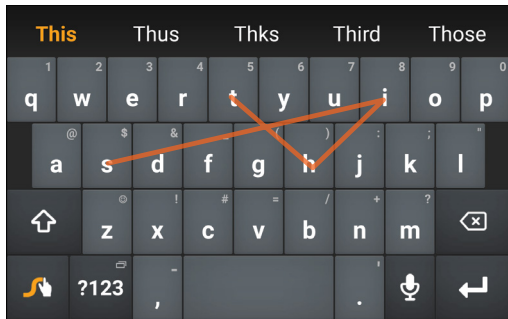 This Thus Thks Third Those
1 2 3 4 5 6 7 8 9 0
q w e r t y u i o p
@ $ & ( ) : ; "
a s d f g h j k l
! # = / + ?
z x c v b n m
?123 , - . '